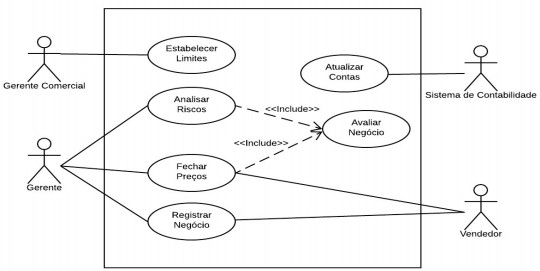 Estabelecer
Limites
Atualizar
Contas
Gerente Comercial
Sistema de Contabilidade
Analisar
Riscos
<<Include>>
Avaliar
Negócio
<<Include>>
Fechar
Preços
Gerente
Registrar
Negócio
Vendedor